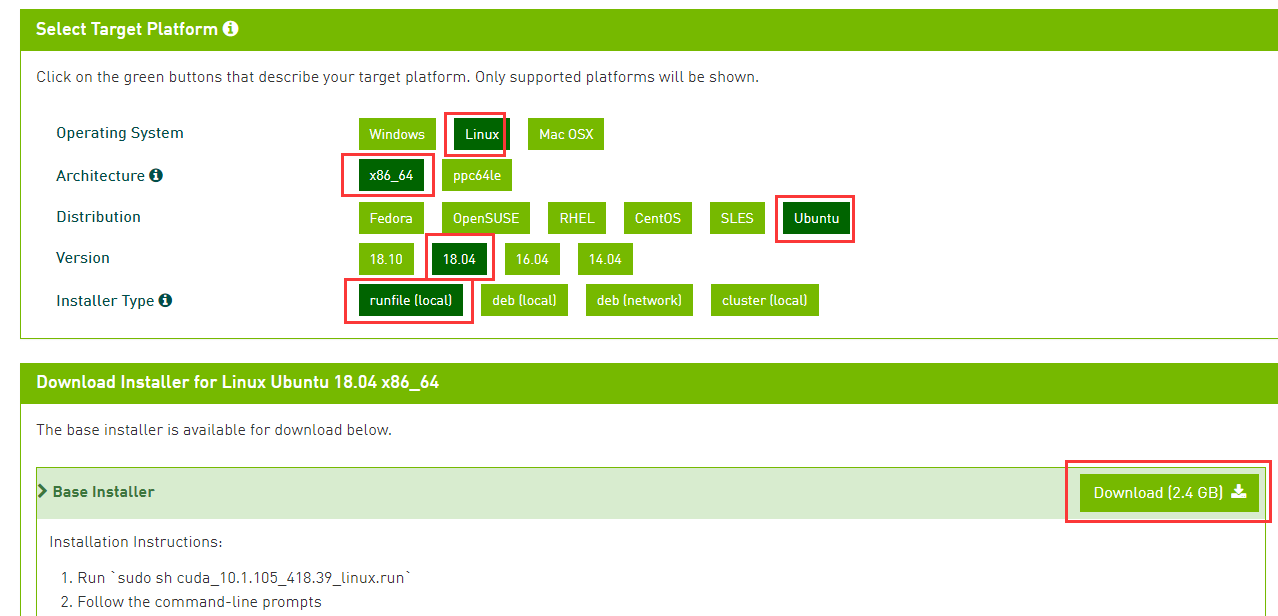 Select Target Platform
Click on the green buttons that describe your target platform. Only supported platforms will be shown.
Operating System Windows Linux Mac OSX
Architecture x86_64 ppc64le
Distribution Fedora OpenSUSE RHEL CentOS SLES Ubuntu
Version 18.10 18.04 16.04 14.04
Installer Type runfile (local) deb (local) deb (network) cluster (local)
Download Installer for Linux Ubuntu 18.04 x86_64
The base installer is available for download below.
Base Installer Download (2.4 GB)
Installation Instructions:
1. Run `sudo sh cuda_10.1.105_418.39_linux.run`
2. Follow the command-line prompts